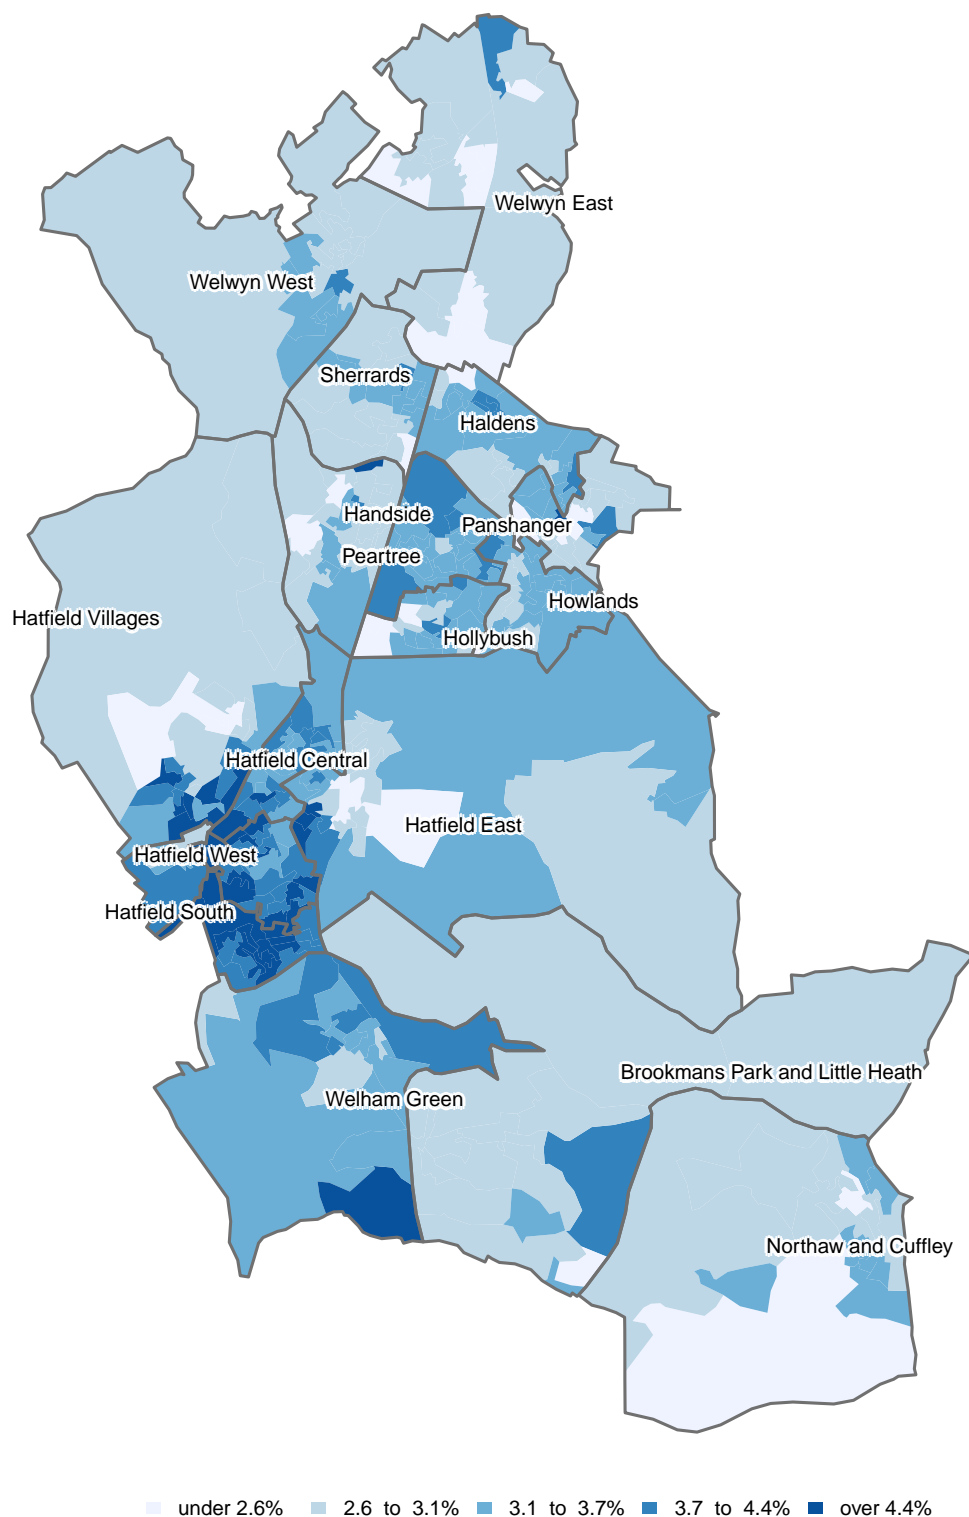 Welwyn East
Welwyn West
Sherrards
Haldens
Handside
Panshanger
Peartree
Howlands
Hatfield Villages
Hollybush
Hatfield Central
Hatfield East
Hatfield West
Hatfield South
Brookmans Park and Little Heath
Welham Green
Northaw and Cuffley
under 2.6% 2.6 to 3.1% 3.1 to 3.7% 3.7 to 4.4% over 4.4%